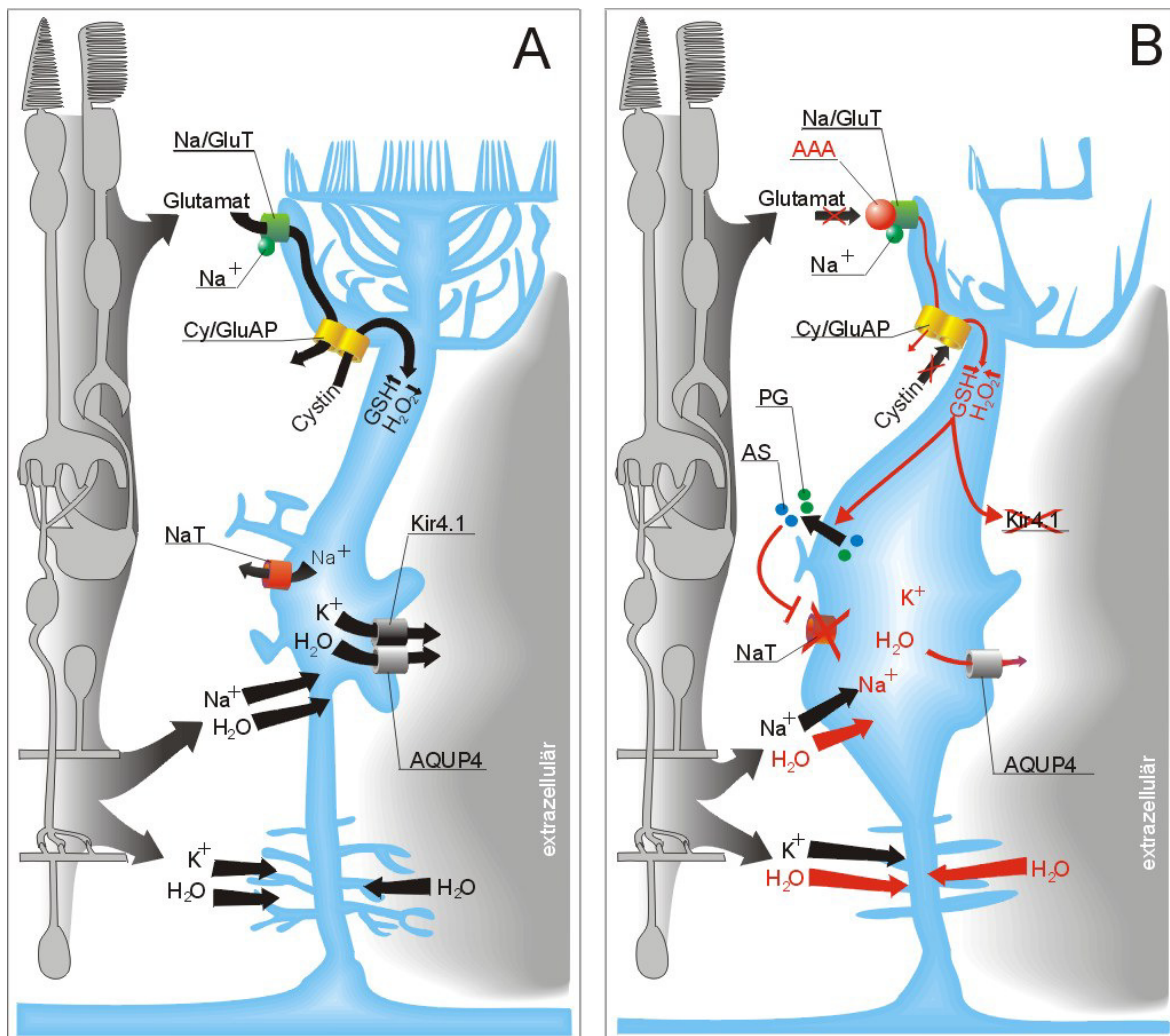 A
Na/GluT
Glutamat
Na+
Cy/GluAP
Cystin
GSH
H2O2
NaT
Na+
Kir4.1
K+
H2O
Na+
H2O
AQUP4
K+
H2O
H2O
extrazellulär
B
Na/GluT
AAA
Glutamat
Na+
Cy/GluAP
Cystin
GSH
H2O2
PG
AS
Kir4.1
K+
H2O
NaT
Na+
Na+
H2O
AQUP4
K+
H2O
H2O
extrazellulär